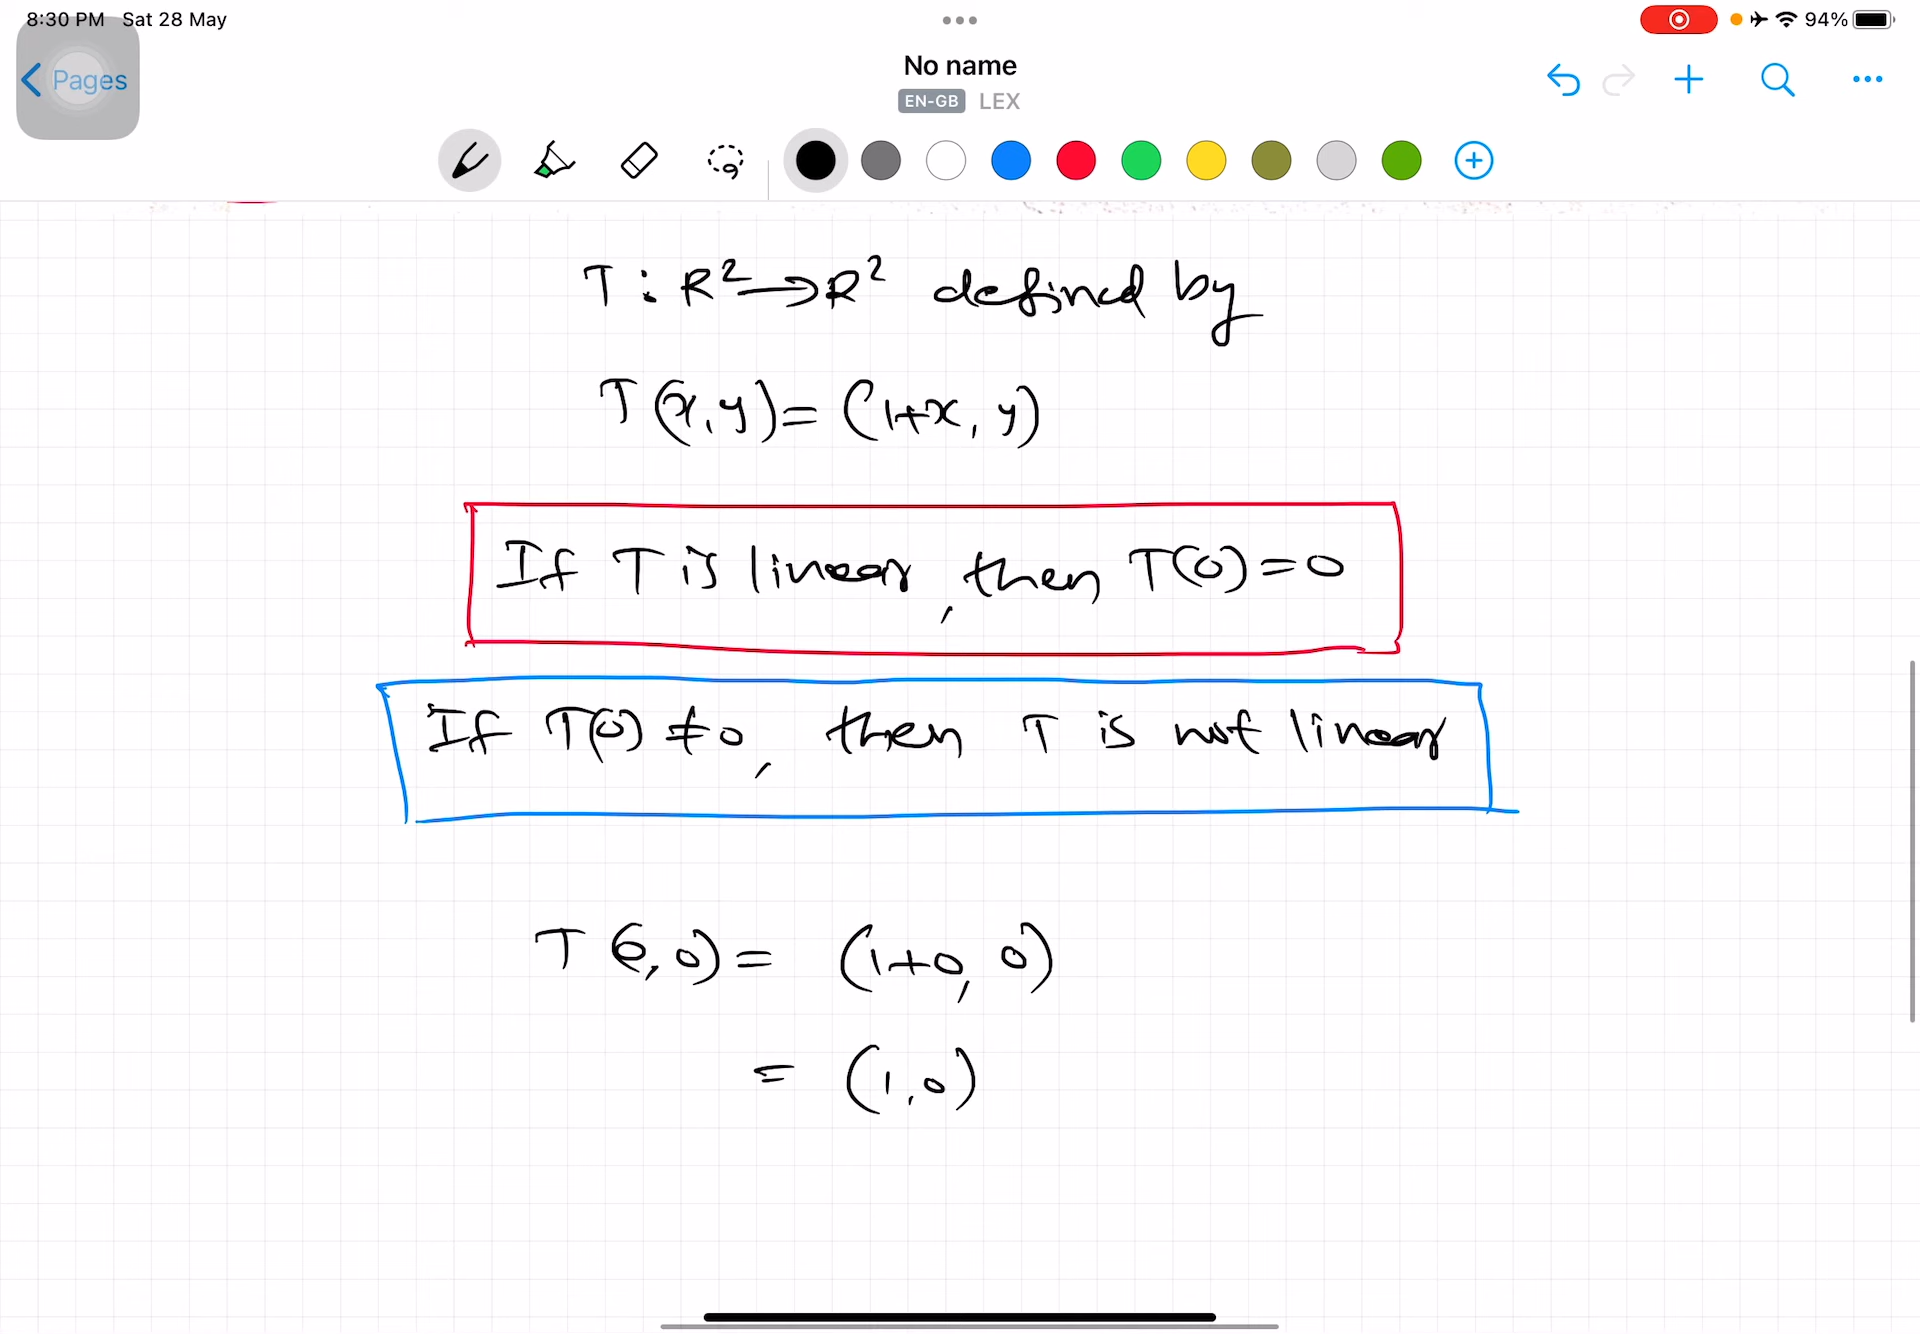 8:30 PM Sat 28 May
94%
Pages
No name
EN-GB LEX
T : R² → R² defined by
T(x,y) = (1+x, y)
If T is linear, then T(0)=0
If T(0) ≠ 0, then T is not linear
T(0,0) = (1+0, 0)
= (1,0)